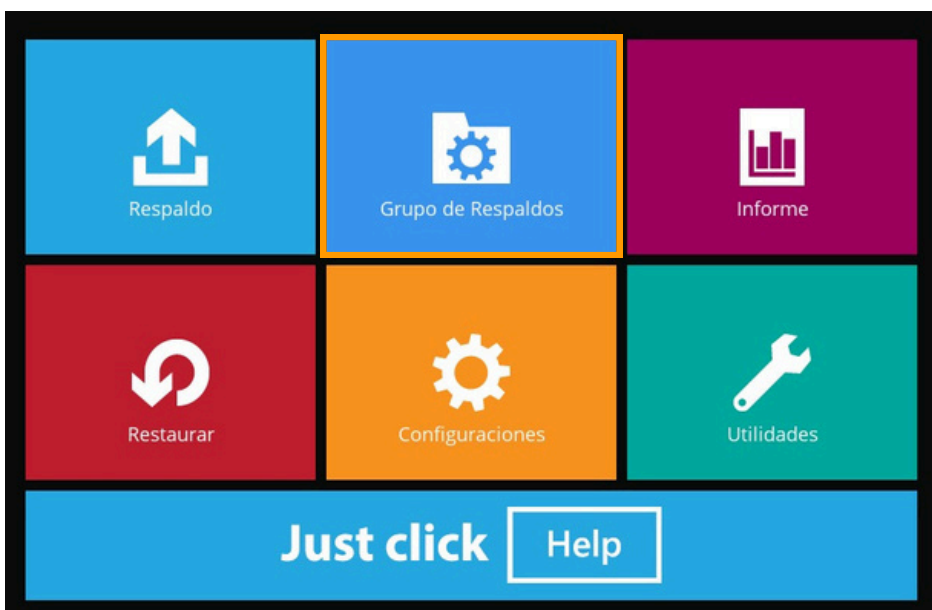 Respaldo
Grupo de Respaldos
Informe
Restaurar
Configuraciones
Utilidades
Just click Help